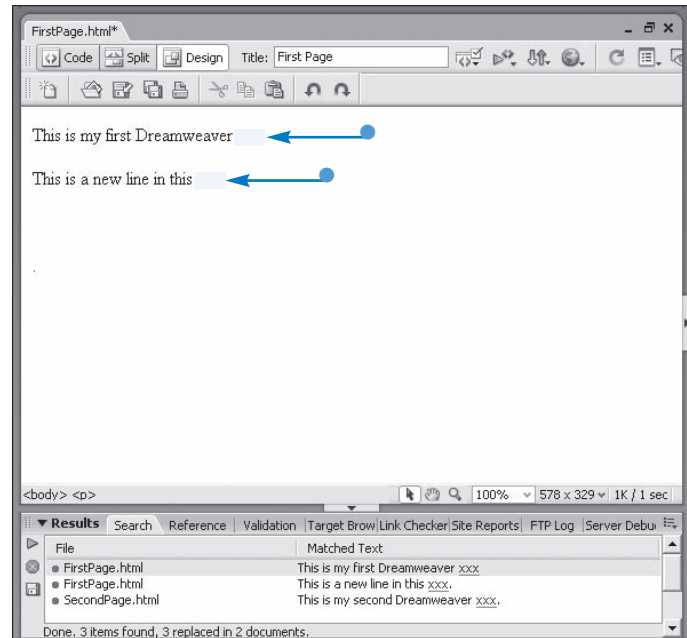 FirstPage.html*
Code Split Design Title: First Page
This is my first Dreamweaver
This is a new line in this
.
<body> <p> 100% 578 x 329 1K / 1 sec
Results Search Reference Validation Target Brow Link Checker Site Reports FTP Log Server Debu
File Matched Text
FirstPage.html This is my first Dreamweaver xxx
FirstPage.html This is a new line in this xxx.
SecondPage.html This is my second Dreamweaver xxx.
Done. 3 items found, 3 replaced in 2 documents.